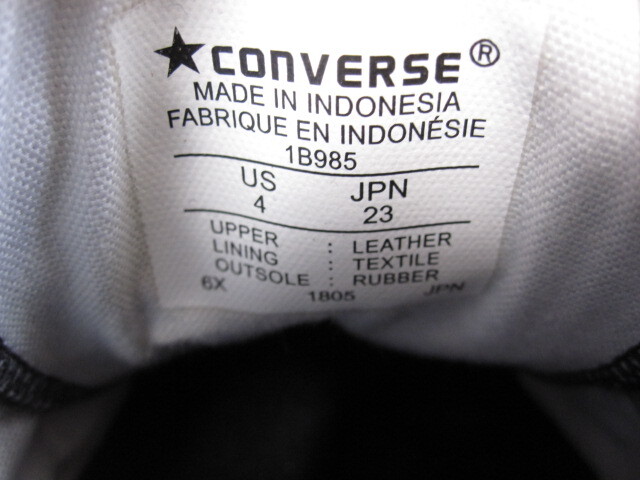 ★CONVERSE®
MADE IN INDONESIA
FABRIQUE EN INDONÉSIE
1B985
US JPN
4 23
UPPER : LEATHER
LINING : TEXTILE
OUTSOLE : RUBBER
6X 1805 JPN